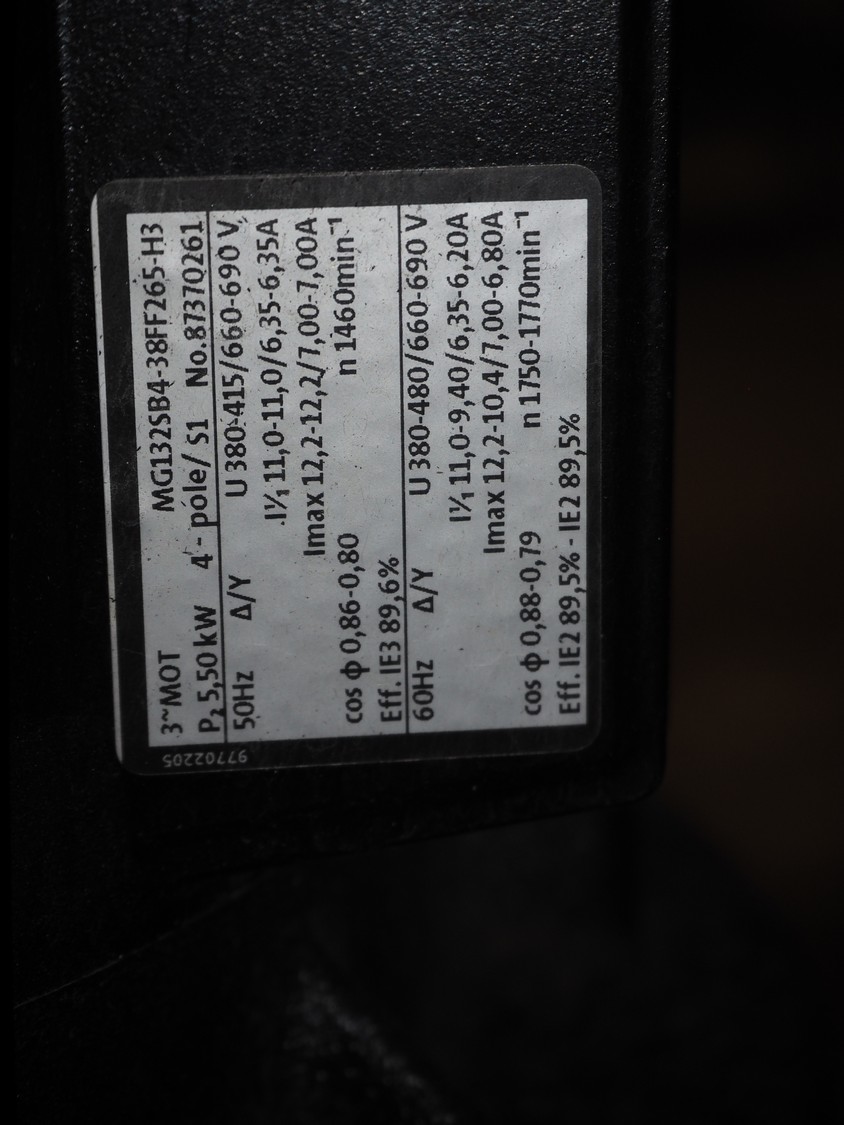 3~MOT MG132SB4-38FF265-H3
P₂ 5,50 kW 4 - pole/ S1 No.87370261
50Hz Δ/Y U 380-415/660-690 V
I¹⁄₁ 11,0-11,0/6,35-6,35A
Imax 12,2-12,2/7,00-7,00A
cos ϕ 0,86-0,80 n 1460min⁻¹
Eff. IE3 89,6%
60Hz Δ/Y U 380-480/660-690 V
I¹⁄₁ 11,0-9,40/6,35-6,20A
Imax 12,2-10,4/7,00-6,80A
cos ϕ 0,88-0,79 n 1750-1770min⁻¹
Eff. IE2 89,5% - IE2 89,5%
97702205